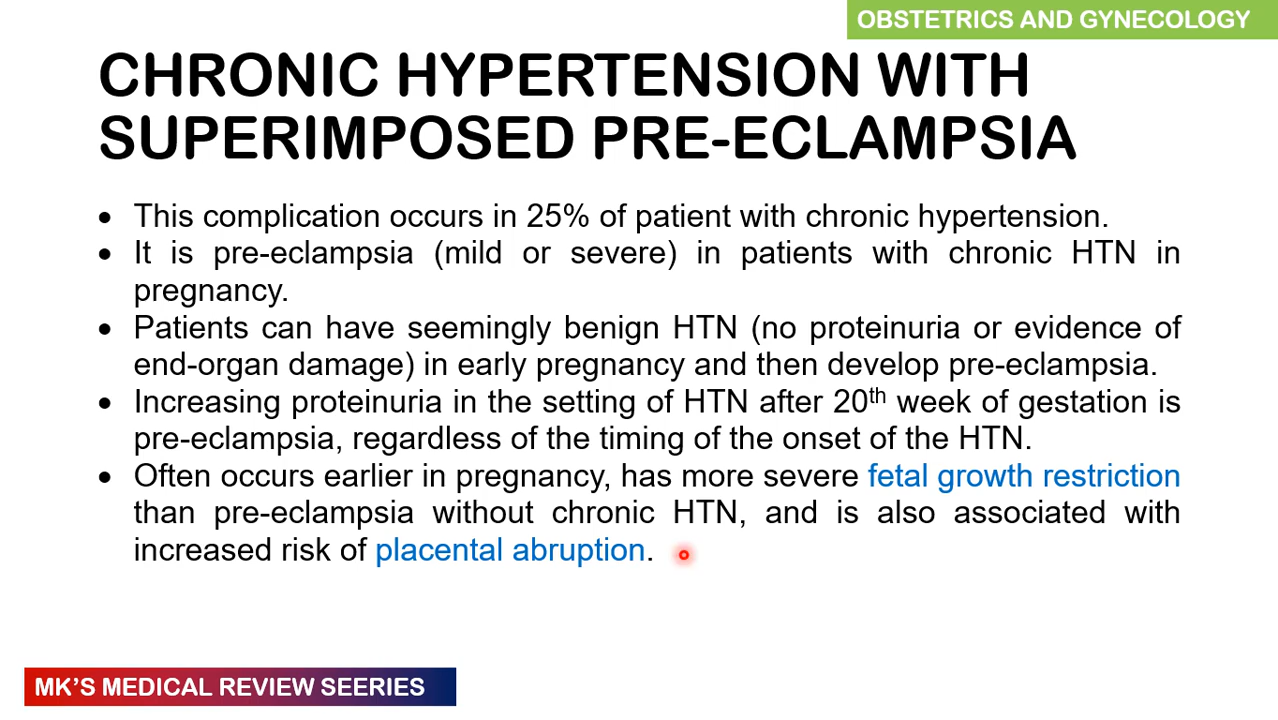 OBSTETRICS AND GYNECOLOGY
CHRONIC HYPERTENSION WITH
SUPERIMPOSED PRE-ECLAMPSIA
• This complication occurs in 25% of patient with chronic hypertension.
• It is pre-eclampsia (mild or severe) in patients with chronic HTN in
pregnancy.
• Patients can have seemingly benign HTN (no proteinuria or evidence of
end-organ damage) in early pregnancy and then develop pre-eclampsia.
• Increasing proteinuria in the setting of HTN after 20th week of gestation is
pre-eclampsia, regardless of the timing of the onset of the HTN.
• Often occurs earlier in pregnancy, has more severe fetal growth restriction
than pre-eclampsia without chronic HTN, and is also associated with
increased risk of placental abruption.
MK'S MEDICAL REVIEW SEERIES